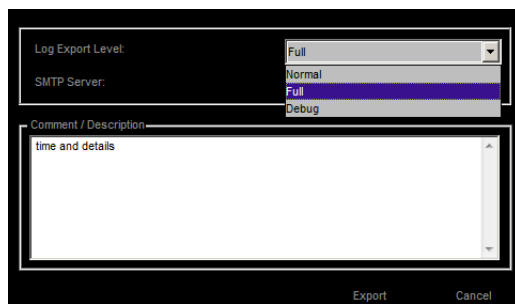 Log Export Level:
Full
Normal
SMTP Server:
Full
Debug
Comment / Description
time and details
Export
Cancel